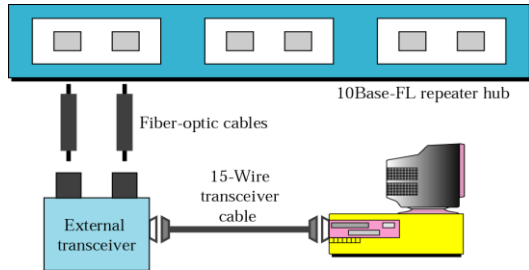 10Base-FL repeater hub
Fiber-optic cables
15-Wire
transceiver
cable
External
transceiver